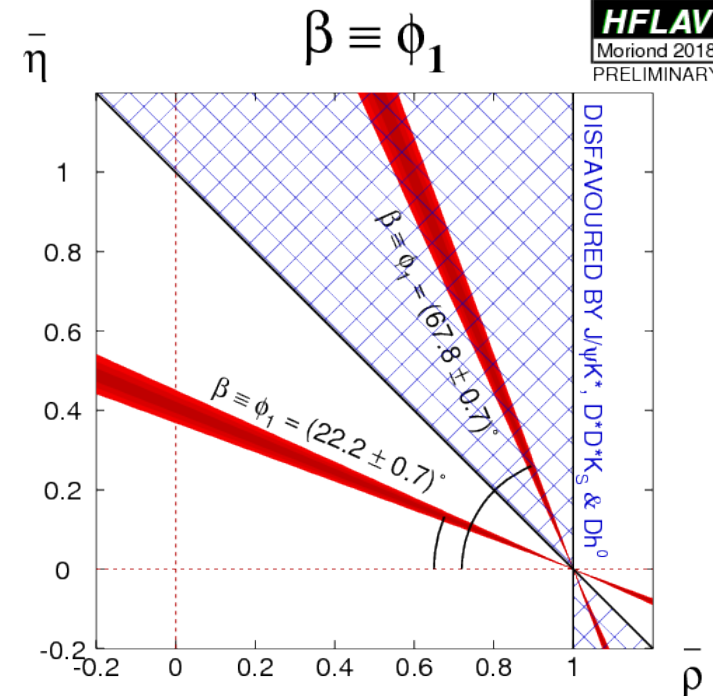 β ≡ ϕ₁
HFLAV
Moriond 2018
PRELIMINARY
η̄
1
0.8
0.6
0.4
0.2
0
-0.2
β ≡ ϕ₁ = (67.8 ± 0.7)°
β ≡ ϕ₁ = (22.2 ± 0.7)°
DISFAVOURED BY J/ψK*, D*D*K_S & Dh⁰
-0.2 0 0.2 0.4 0.6 0.8 1
ρ̄